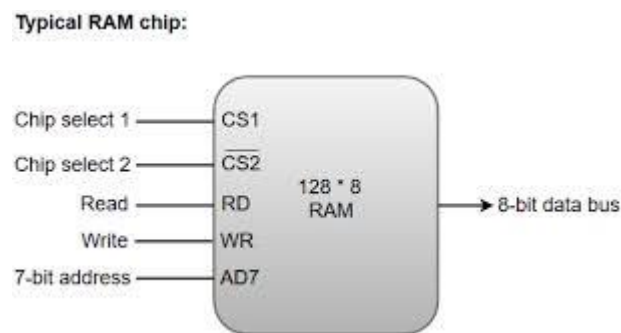 Typical RAM chip:
Chip select 1
CS1
Chip select 2
C̅S̅2̅
Read
RD
128 * 8
RAM
8-bit data bus
Write
WR
7-bit address
AD7